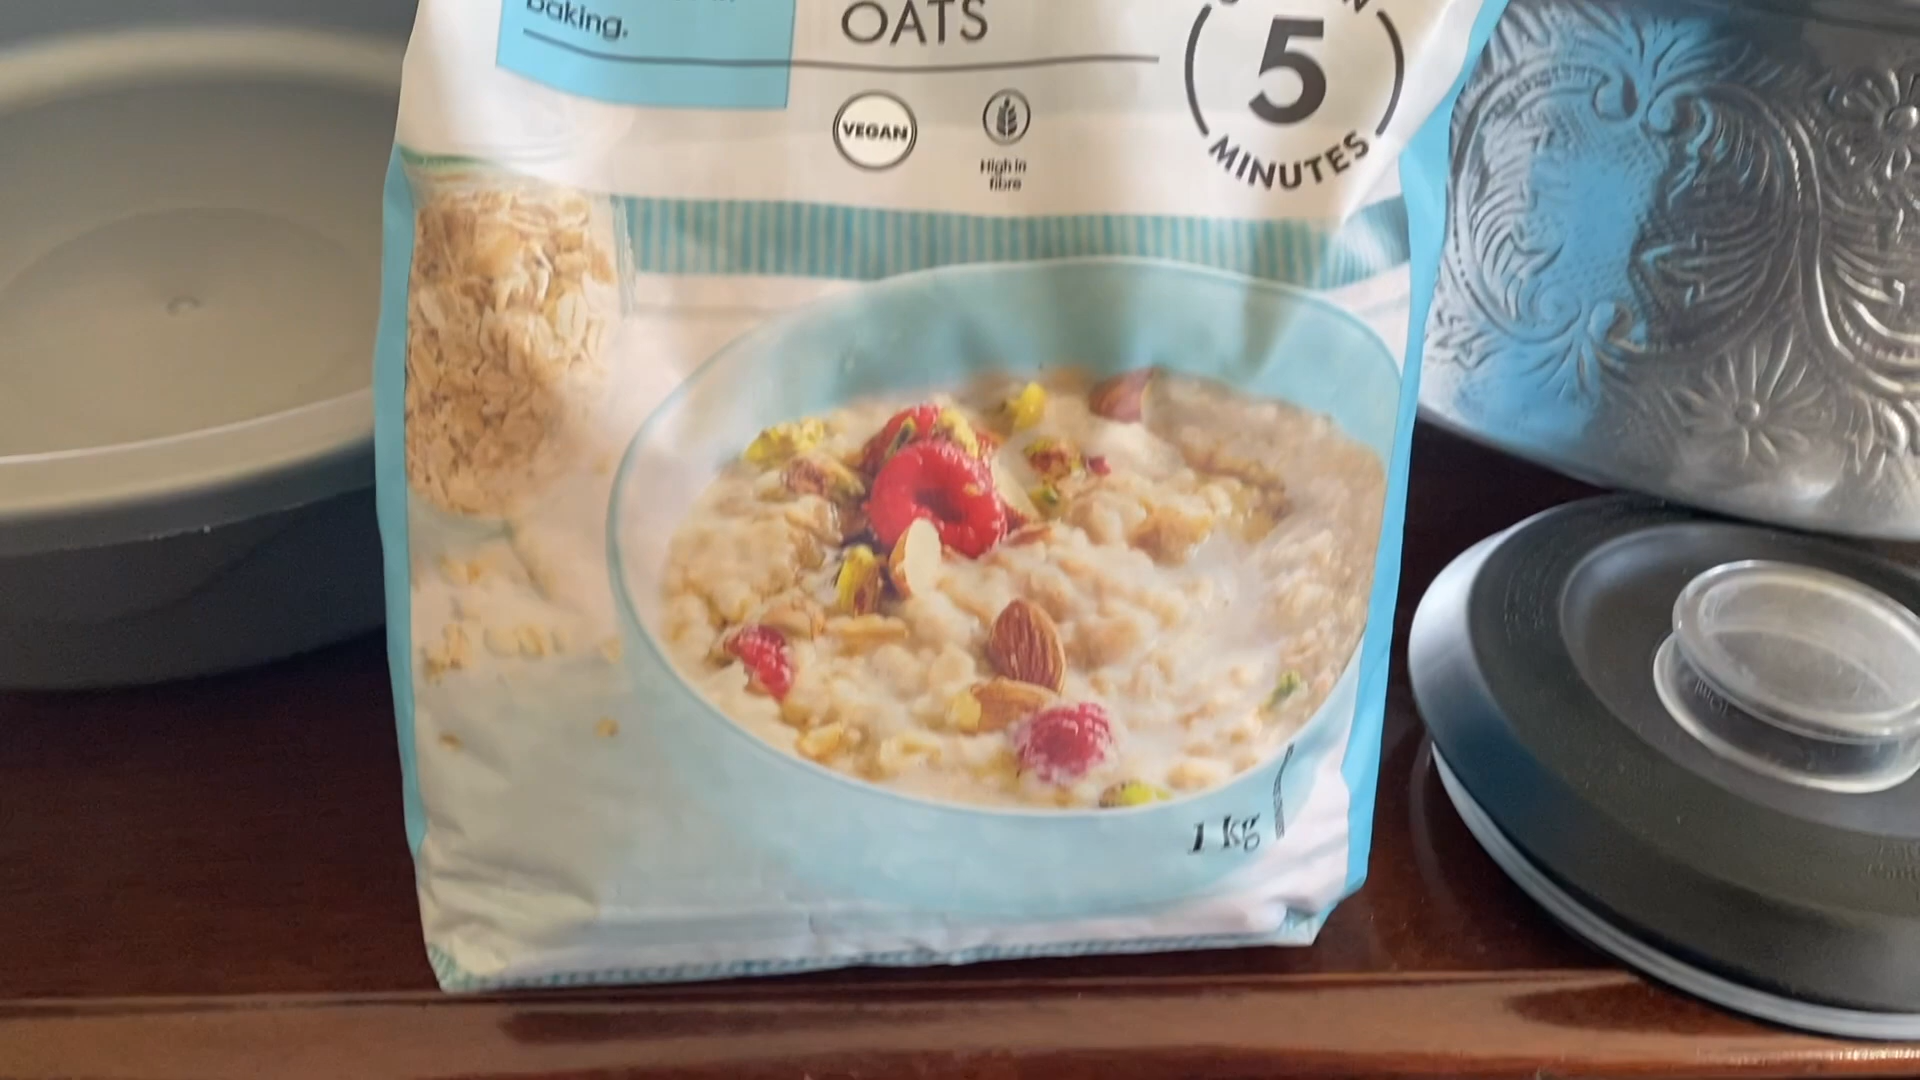 baking.
OATS
5
MINUTES
VEGAN
High in
fibre
1 kg